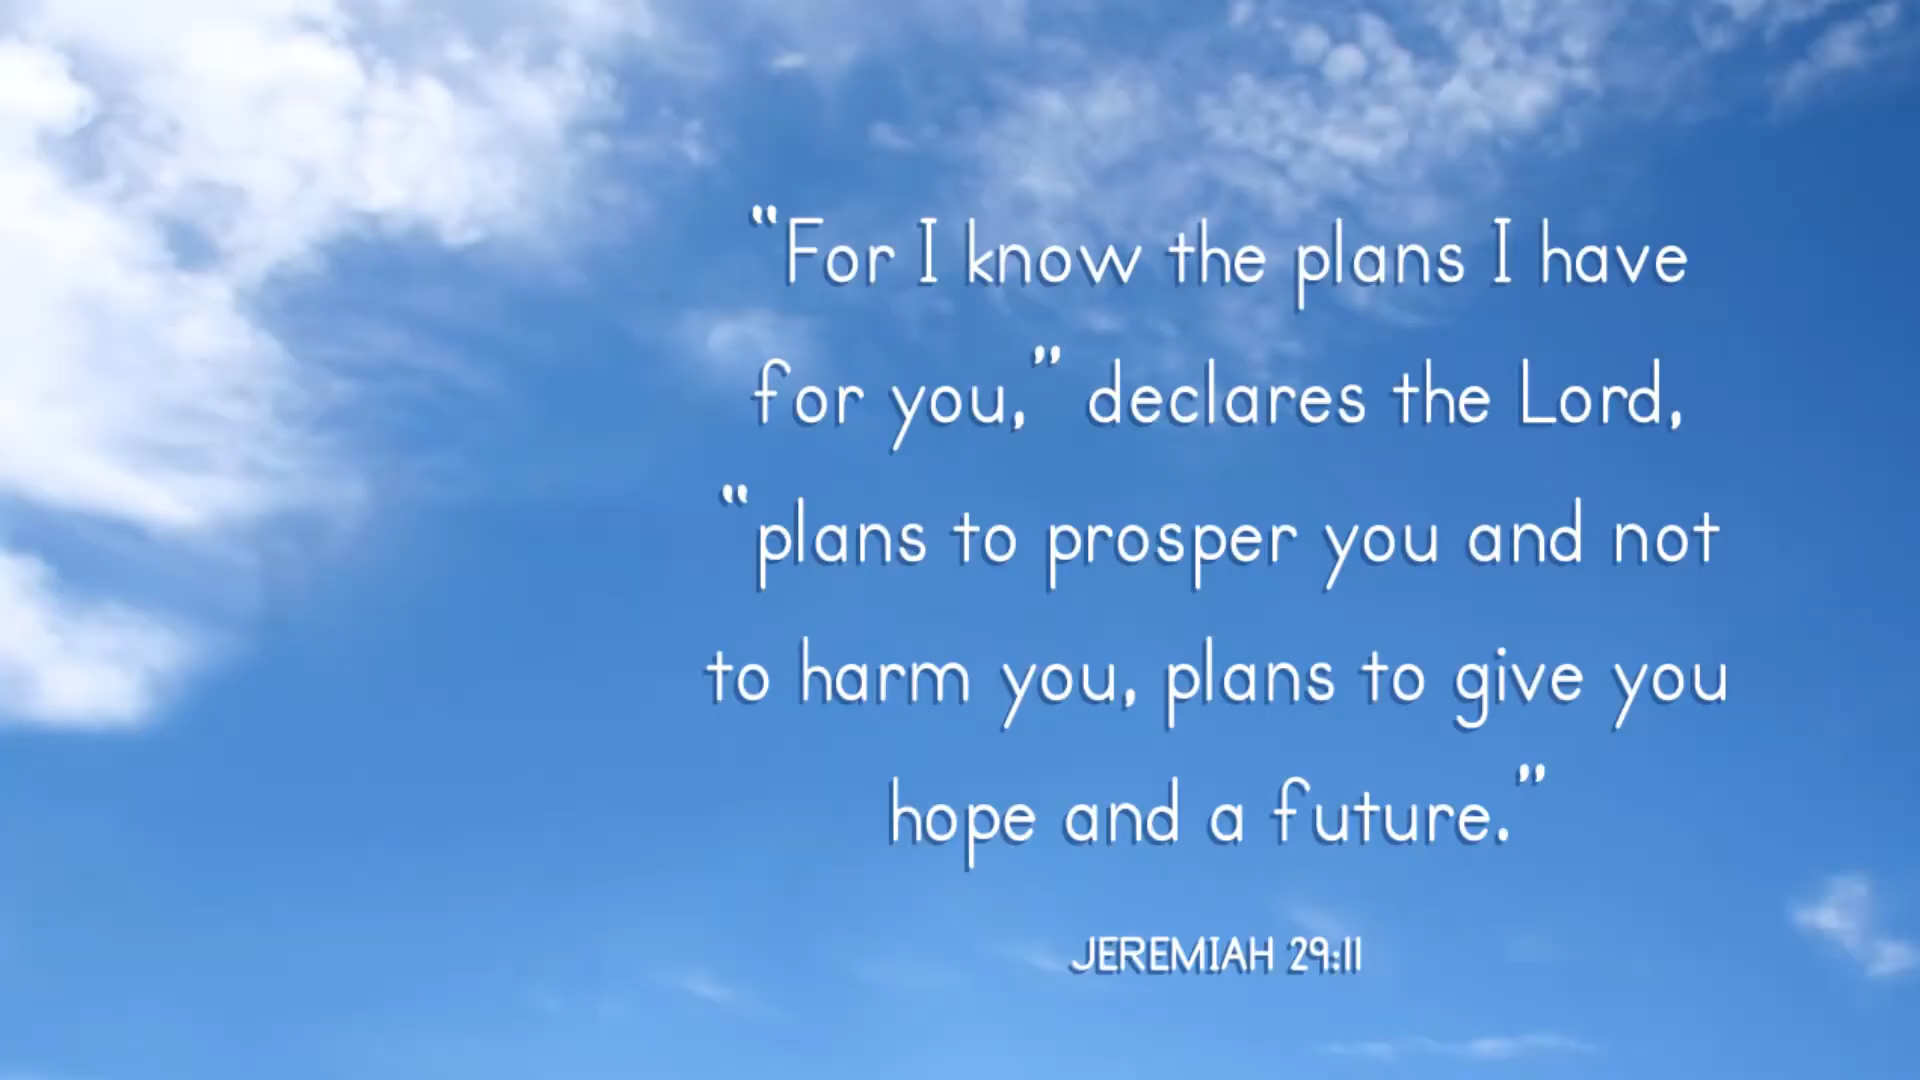 “For I know the plans I have
for you,” declares the Lord,
“plans to prosper you and not
to harm you, plans to give you
hope and a future.”
JEREMIAH 29:11